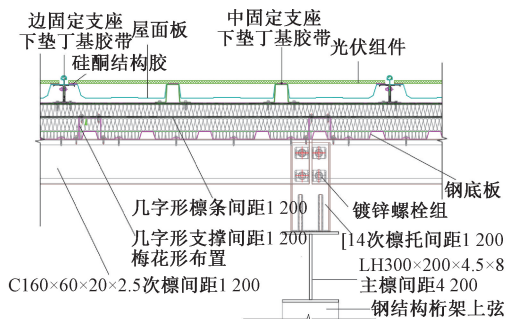 边固定支座
下垫丁基胶带
屋面板
硅酮结构胶
中固定支座
下垫丁基胶带
光伏组件
钢底板
几字形檩条间距1 200
镀锌螺栓组
几字形支撑间距1 200
梅花形布置
[14次檩托间距1 200
C160×60×20×2.5次檩间距1 200
LH300×200×4.5×8
主檩间距4 200
钢结构桁架上弦